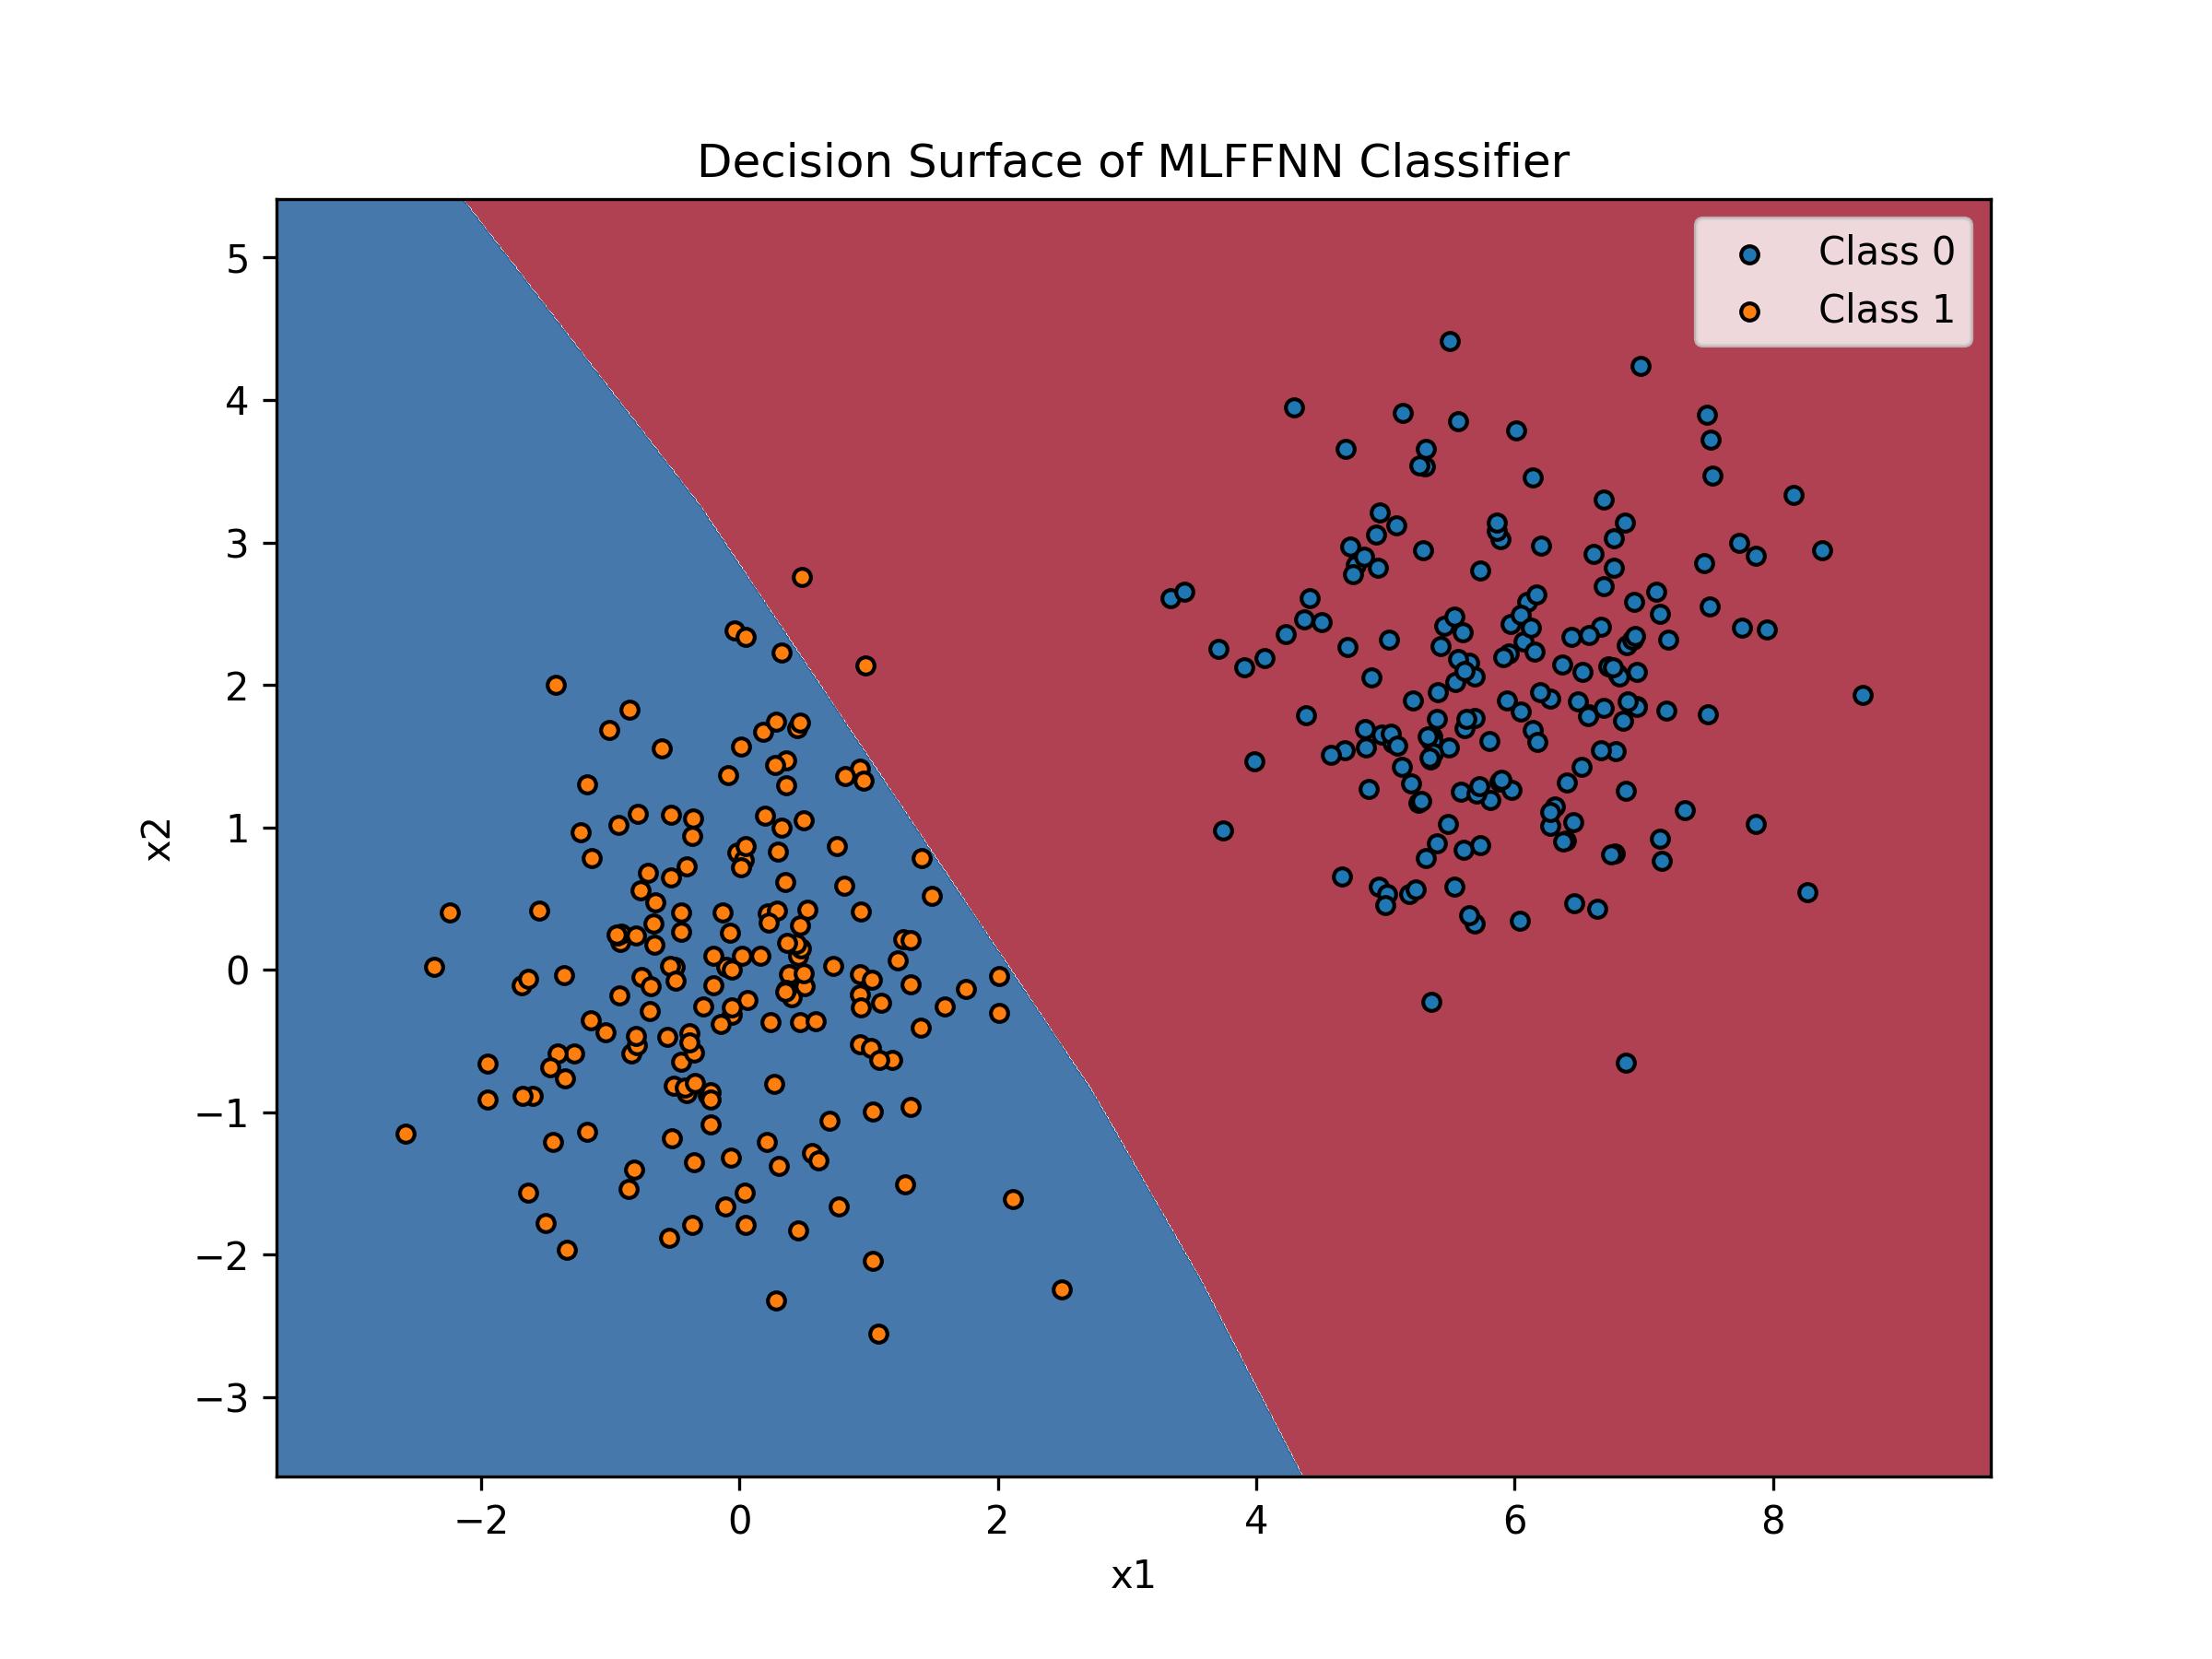 Decision Surface of MLFFNN Classifier
Class 0
Class 1
5
4
3
2
1
0
−1
−2
−3
x2
−2 0 2 4 6 8
x1